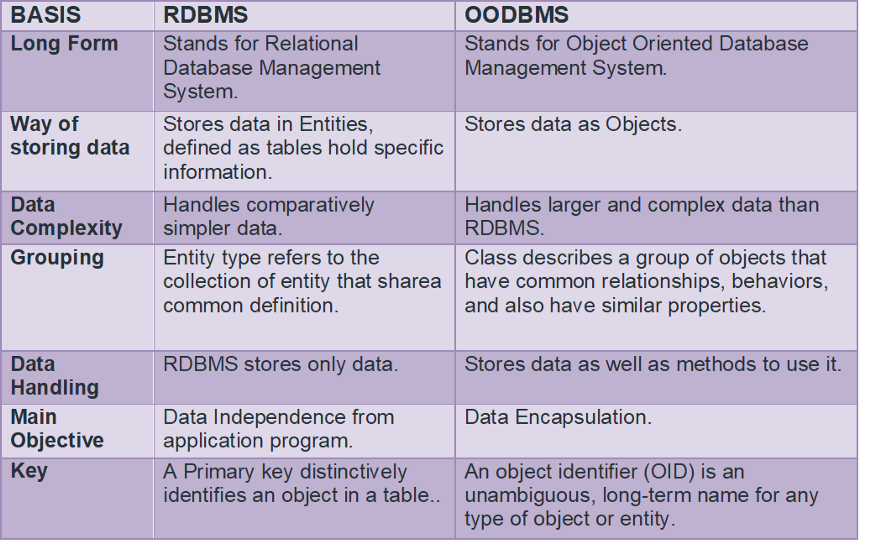 BASIS RDBMS OODBMS
Long Form Stands for Relational Stands for Object Oriented Database
Database Management Management System.
System.
Way of Stores data in Entities, Stores data as Objects.
storing data defined as tables hold specific
information.
Data Handles comparatively Handles larger and complex data than
Complexity simpler data. RDBMS.
Grouping Entity type refers to the Class describes a group of objects that
collection of entity that sharea have common relationships, behaviors,
common definition. and also have similar properties.
Data RDBMS stores only data. Stores data as well as methods to use it.
Handling
Main Data Independence from Data Encapsulation.
Objective application program.
Key A Primary key distinctively An object identifier (OID) is an
identifies an object in a table.. unambiguous, long-term name for any
type of object or entity.